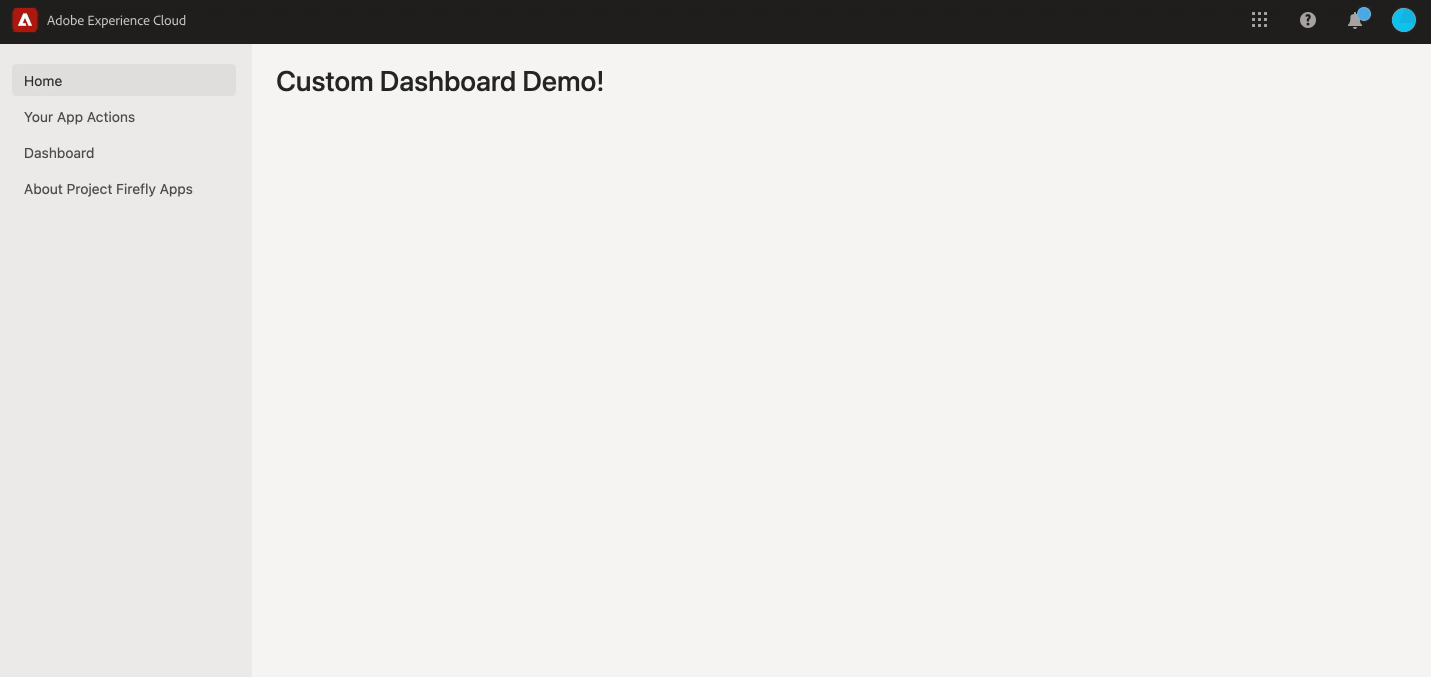 Adobe Experience Cloud
Home
Your App Actions
Dashboard
About Project Firefly Apps
Custom Dashboard Demo!